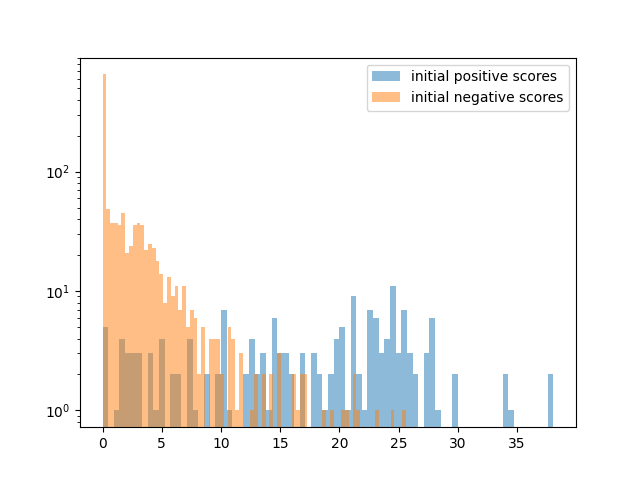 initial positive scores
initial negative scores
10²
10¹
10⁰
0 5 10 15 20 25 30 35